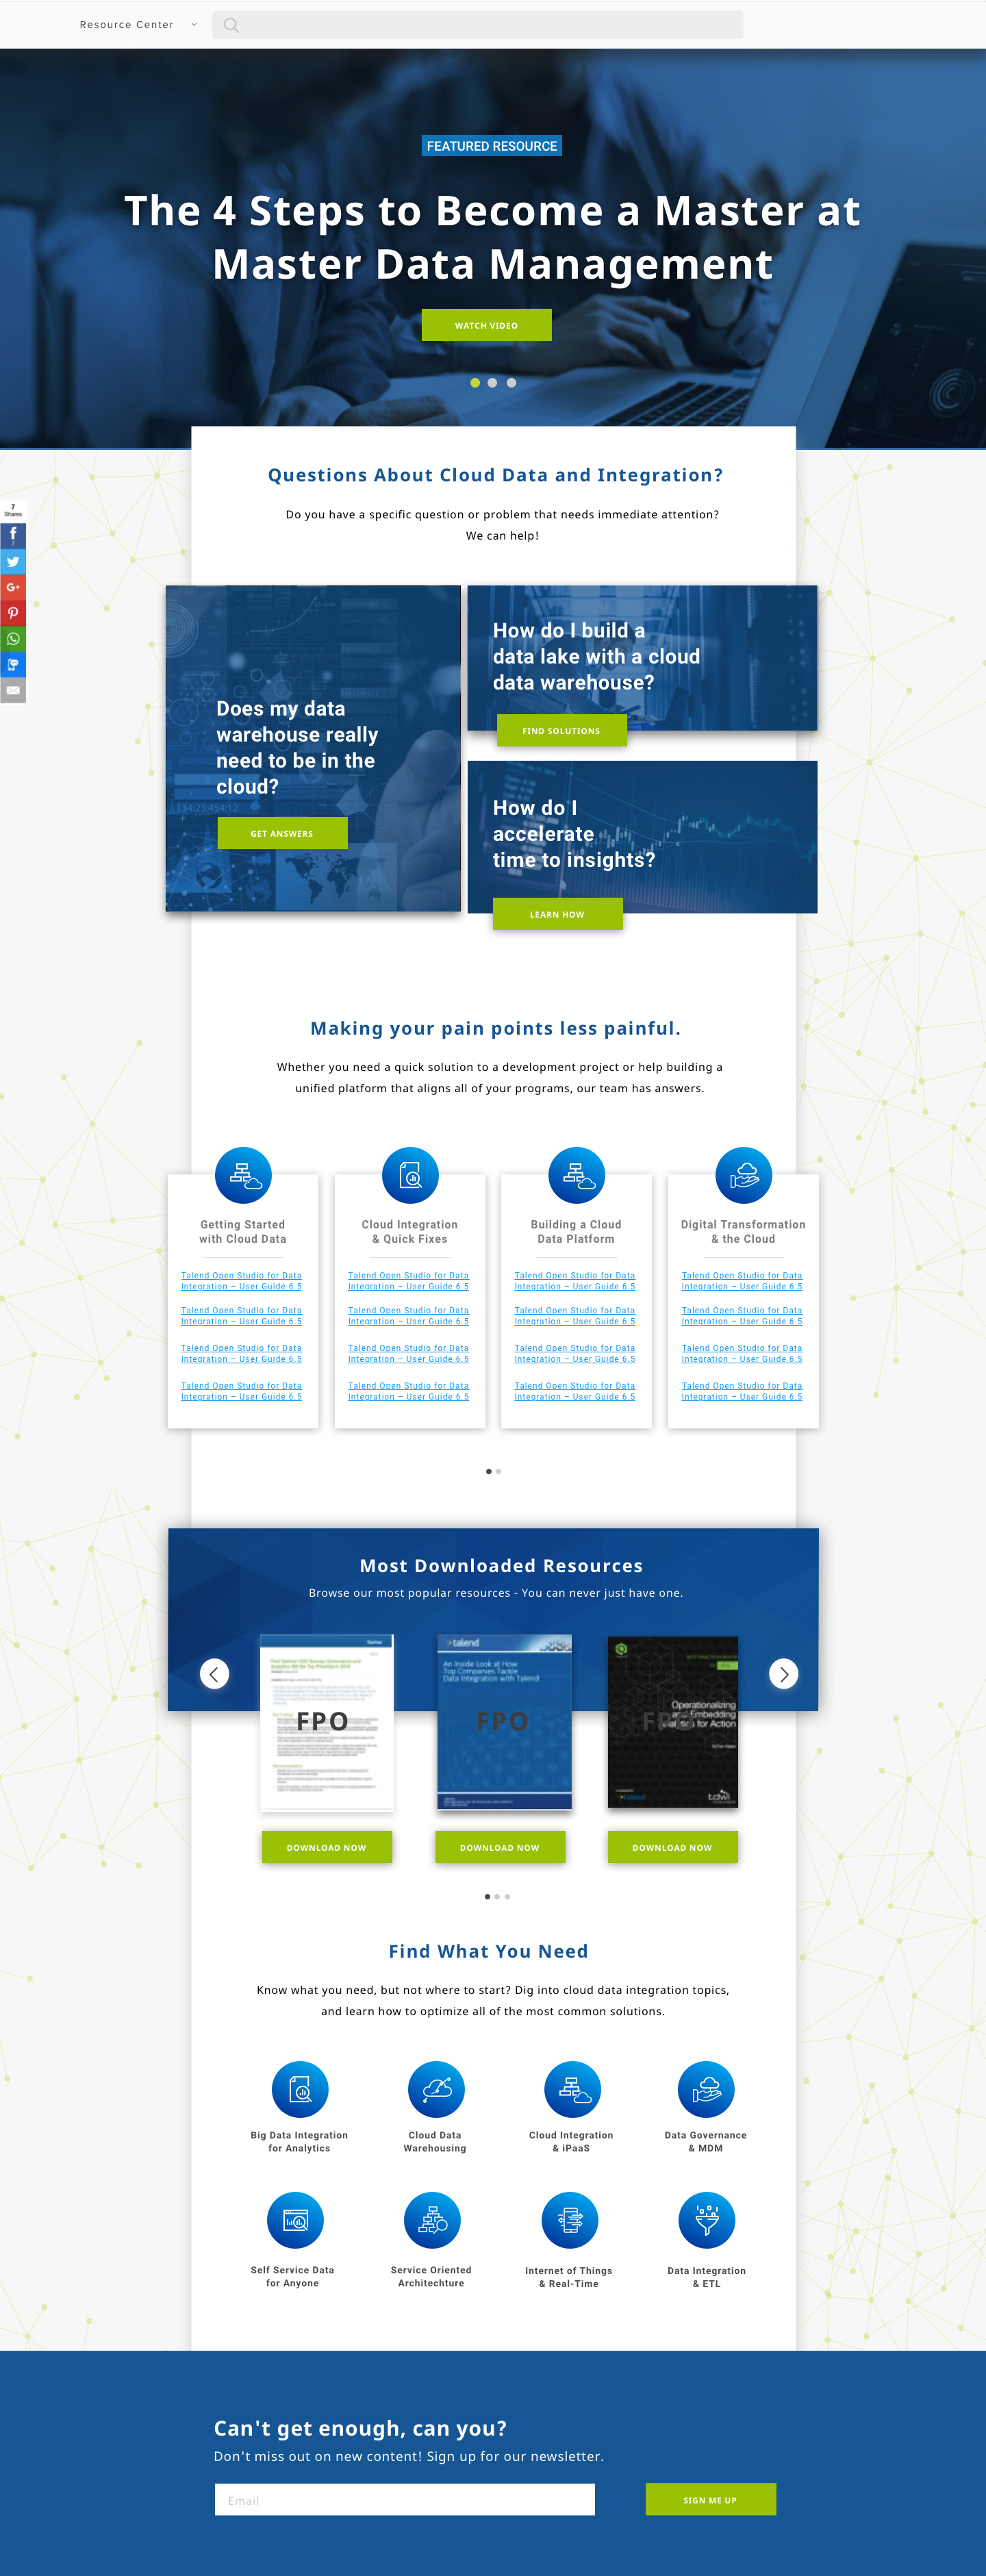 Resource Center
FEATURED RESOURCE
The 4 Steps to Become a Master at
Master Data Management
WATCH VIDEO
Questions About Cloud Data and Integration?
Do you have a specific question or problem that needs immediate attention?
We can help!
7
Shares
7
Does my data
warehouse really
need to be in the
cloud?
GET ANSWERS
How do I build a
data lake with a cloud
data warehouse?
FIND SOLUTIONS
How do I
accelerate
time to insights?
LEARN HOW
Making your pain points less painful.
Whether you need a quick solution to a development project or help building a
unified platform that aligns all of your programs, our team has answers.
Getting Started
with Cloud Data
Talend Open Studio for Data
Integration – User Guide 6.5
Talend Open Studio for Data
Integration – User Guide 6.5
Talend Open Studio for Data
Integration – User Guide 6.5
Talend Open Studio for Data
Integration – User Guide 6.5
Cloud Integration
& Quick Fixes
Talend Open Studio for Data
Integration – User Guide 6.5
Talend Open Studio for Data
Integration – User Guide 6.5
Talend Open Studio for Data
Integration – User Guide 6.5
Talend Open Studio for Data
Integration – User Guide 6.5
Building a Cloud
Data Platform
Talend Open Studio for Data
Integration – User Guide 6.5
Talend Open Studio for Data
Integration – User Guide 6.5
Talend Open Studio for Data
Integration – User Guide 6.5
Talend Open Studio for Data
Integration – User Guide 6.5
Digital Transformation
& the Cloud
Talend Open Studio for Data
Integration – User Guide 6.5
Talend Open Studio for Data
Integration – User Guide 6.5
Talend Open Studio for Data
Integration – User Guide 6.5
Talend Open Studio for Data
Integration – User Guide 6.5
Most Downloaded Resources
Browse our most popular resources - You can never just have one.
FPO
talend
An Inside Look at How
Top Companies Tackle
Data Integration with Talend
FPO
Operationalizing
and Embedding
Analytics for Action
FPO
talend
tdwi
DOWNLOAD NOW
DOWNLOAD NOW
DOWNLOAD NOW
Find What You Need
Know what you need, but not where to start? Dig into cloud data integration topics,
and learn how to optimize all of the most common solutions.
Big Data Integration
for Analytics
Cloud Data
Warehousing
Cloud Integration
& iPaaS
Data Governance
& MDM
Self Service Data
for Anyone
Service Oriented
Architechture
Internet of Things
& Real-Time
Data Integration
& ETL
Can't get enough, can you?
Don't miss out on new content! Sign up for our newsletter.
Email
SIGN ME UP